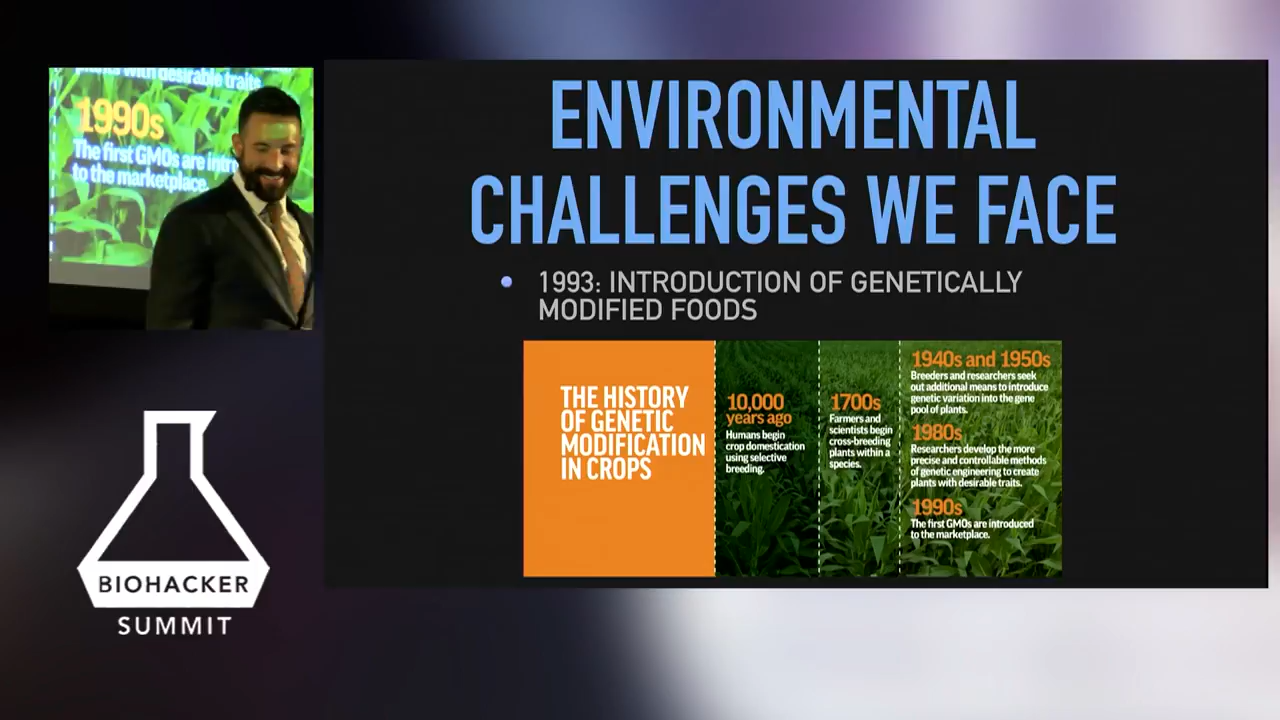 plants with desirable traits
1990s
The first GMOs are intr
to the marketplace.
ENVIRONMENTAL
CHALLENGES WE FACE
• 1993: INTRODUCTION OF GENETICALLY
MODIFIED FOODS
THE HISTORY
OF GENETIC
MODIFICATION
IN CROPS
10,000
years ago
Humans begin
crop domestication
using selective
breeding.
1700s
Farmers and
scientists begin
cross-breeding
plants within a
species.
1940s and 1950s
Breeders and researchers seek
out additional means to introduce
genetic variation into the gene
pool of plants.
1980s
Researchers develop the more
precise and controllable methods
of genetic engineering to create
plants with desirable traits.
1990s
The first GMOs are introduced
to the marketplace.
BIOHACKER
SUMMIT